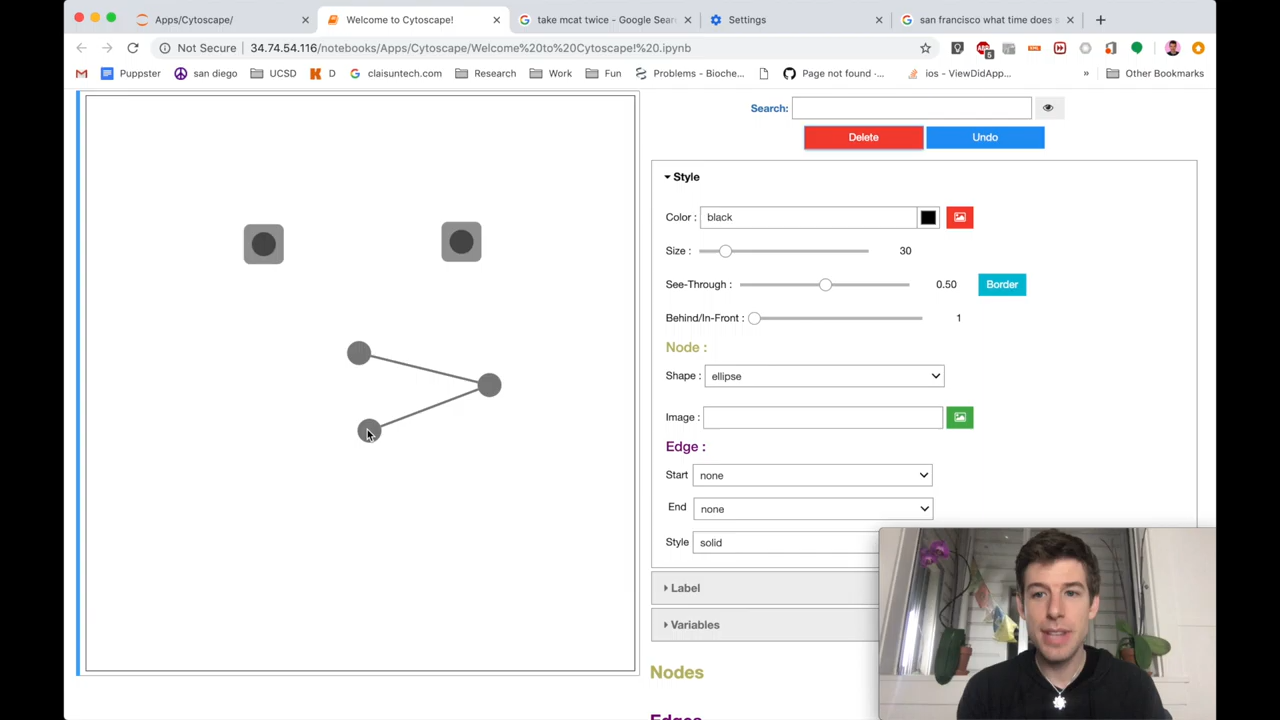 Apps/Cytoscape/
Welcome to Cytoscape!
take mcat twice - Google Sear
Settings
san francisco what time does s
Not Secure
34.74.54.116/notebooks/Apps/Cytoscape/Welcome%20to%20Cytoscape!%20.ipynb
5
Puppster
san diego
UCSD
D
claisuntech.com
Research
Work
Fun
Problems - Bioche...
Page not found ·...
ios - ViewDidApp...
»
Other Bookmarks
Search:
Delete
Undo
Style
Color :
black
Size :
30
See-Through :
0.50
Border
Behind/In-Front :
1
Node :
Shape :
ellipse
Image :
Edge :
Start
none
End
none
Style
solid
Label
Variables
Nodes
Edges